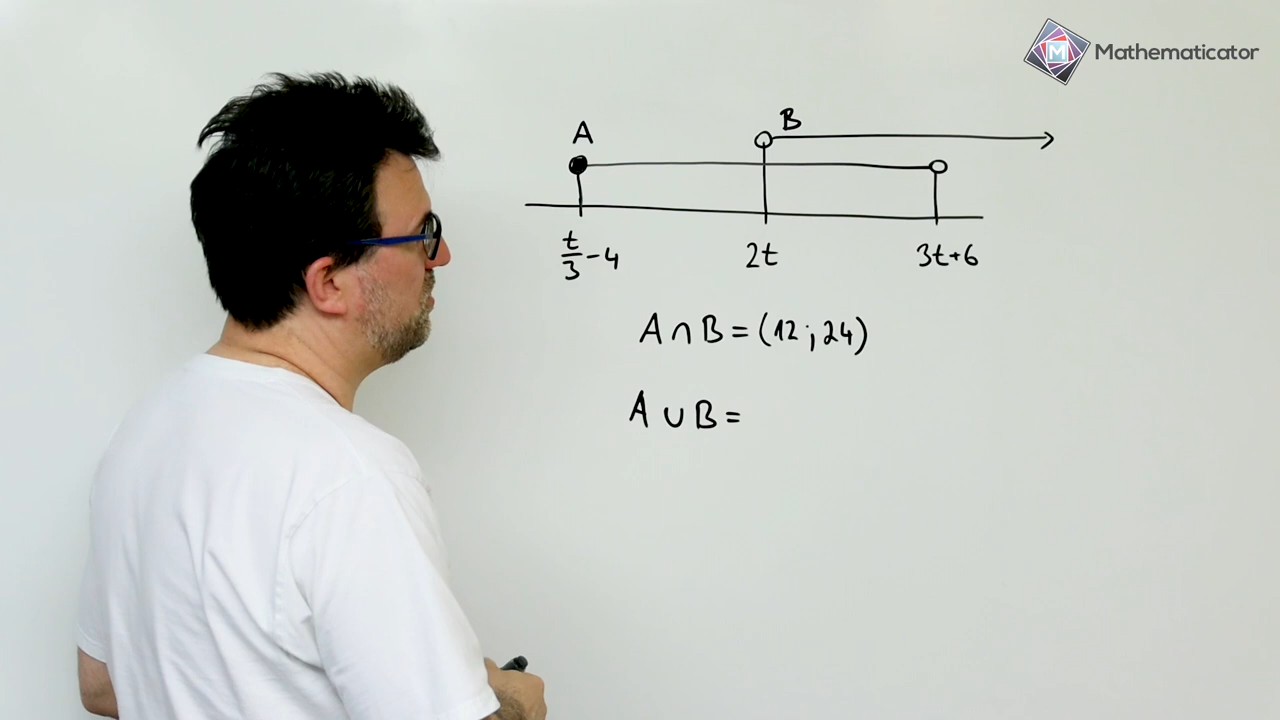 M Mathematicator
A B
t/3 - 4 2t 3t+6
A ∩ B = (12 ; 24)
A ∪ B =